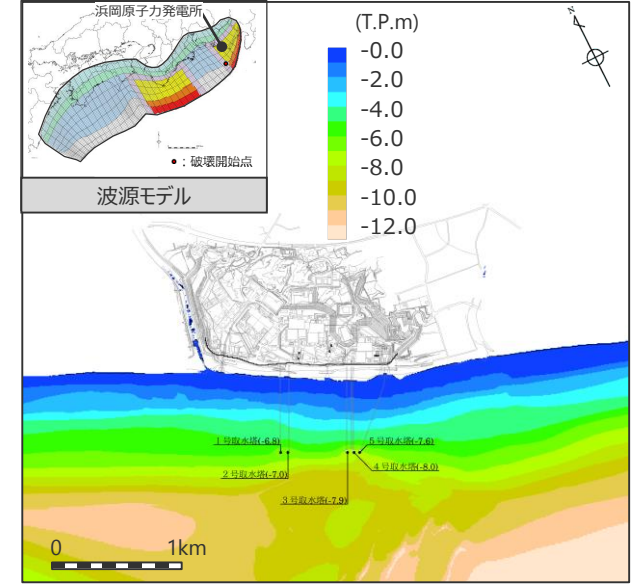 浜岡原子力発電所
●：破壊開始点
波源モデル
(T.P.m)
-0.0
-2.0
-4.0
-6.0
-8.0
-10.0
-12.0
N
1号取水塔(-6.8)
5号取水塔(-7.6)
2号取水塔(-7.0)
4号取水塔(-8.0)
3号取水塔(-7.9)
0 1km